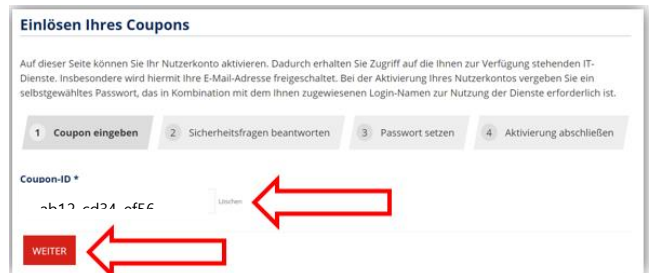 Einlösen Ihres Coupons
Auf dieser Seite können Sie Ihr Nutzerkonto aktivieren. Dadurch erhalten Sie Zugriff auf die Ihnen zur Verfügung stehenden IT-
Dienste. Insbesondere wird hiermit Ihre E-Mail-Adresse freigeschaltet. Bei der Aktivierung Ihres Nutzerkontos vergeben Sie ein
selbstgewähltes Passwort, das in Kombination mit dem Ihnen zugewiesenen Login-Namen zur Nutzung der Dienste erforderlich ist.
1 Coupon eingeben 2 Sicherheitsfragen beantworten 3 Passwort setzen 4 Aktivierung abschließen
Coupon-ID *
ab12-cd34-ef56 Löschen
WEITER